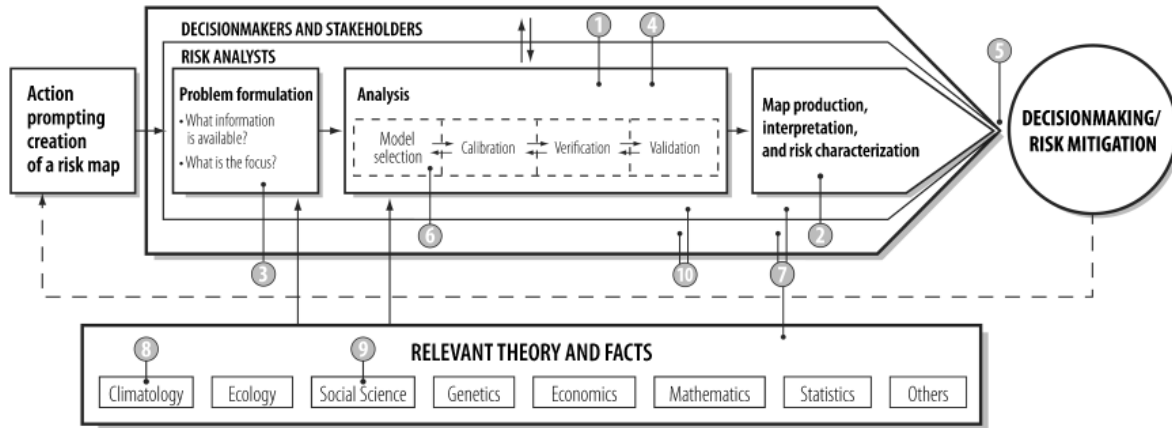 DECISIONMAKERS AND STAKEHOLDERS
1
4
RISK ANALYSTS
5
Action
prompting
creation
of a risk map
Problem formulation
• What information
is available?
• What is the focus?
3
Analysis
Model
selection
Calibration
Verification
Validation
6
Map production,
interpretation,
and risk characterization
2
10
7
DECISIONMAKING/
RISK MITIGATION
RELEVANT THEORY AND FACTS
8
9
Climatology
Ecology
Social Science
Genetics
Economics
Mathematics
Statistics
Others